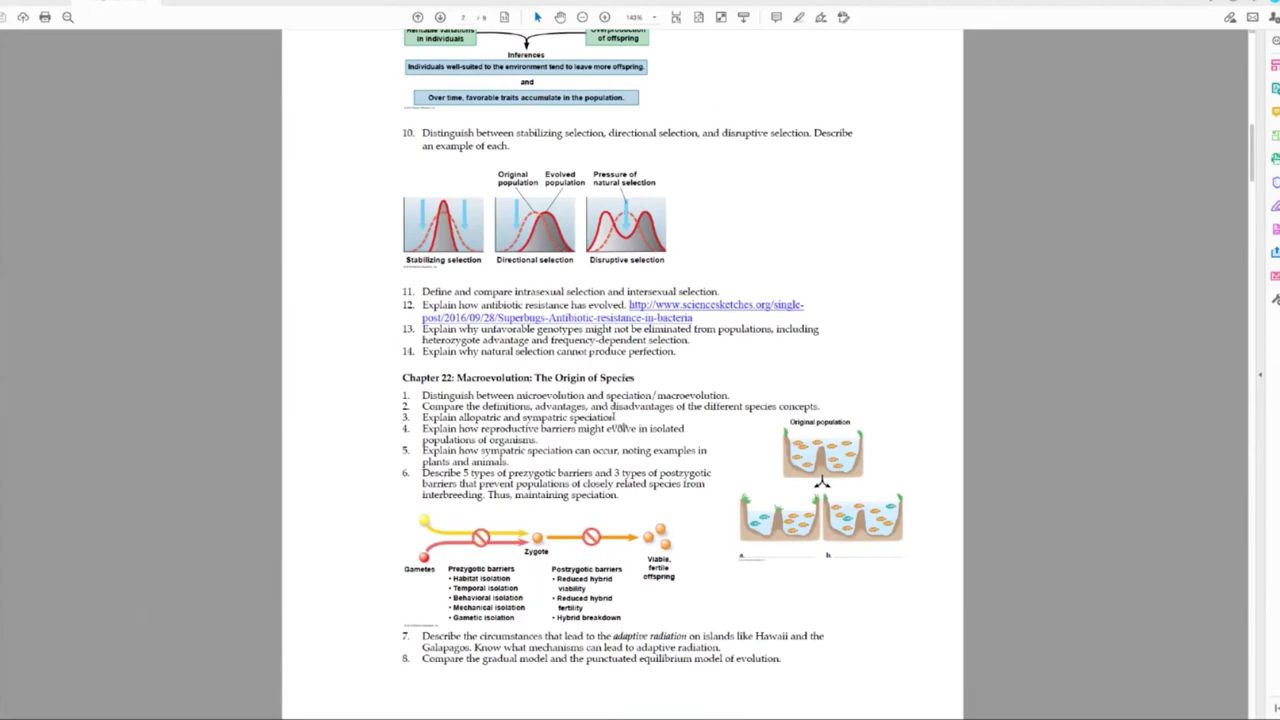 2 / 8
143%
Heritable variations
in individuals
Overproduction
of offspring
Inferences
Individuals well-suited to the environment tend to leave more offspring.
and
Over time, favorable traits accumulate in the population.
10. Distinguish between stabilizing selection, directional selection, and disruptive selection. Describe
an example of each.
Original
population
Evolved
population
Pressure of
natural selection
Stabilizing selection
Directional selection
Disruptive selection
11. Define and compare intrasexual selection and intersexual selection.
12. Explain how antibiotic resistance has evolved. http://www.sciencesketches.org/single-
post/2016/09/28/Superbugs-Antibiotic-resistance-in-bacteria
13. Explain why unfavorable genotypes might not be eliminated from populations, including
heterozygote advantage and frequency-dependent selection.
14. Explain why natural selection cannot produce perfection.
Chapter 22: Macroevolution: The Origin of Species
1. Distinguish between microevolution and speciation/macroevolution.
2. Compare the definitions, advantages, and disadvantages of the different species concepts.
3. Explain allopatric and sympatric speciation
4. Explain how reproductive barriers might evolve in isolated
populations of organisms.
5. Explain how sympatric speciation can occur, noting examples in
plants and animals.
6. Describe 5 types of prezygotic barriers and 3 types of postzygotic
barriers that prevent populations of closely related species from
interbreeding. Thus, maintaining speciation.
Original population
a.
b.
Gametes
Prezygotic barriers
• Habitat isolation
• Temporal isolation
• Behavioral isolation
• Mechanical isolation
• Gametic isolation
Zygote
Postzygotic barriers
• Reduced hybrid
viability
• Reduced hybrid
fertility
• Hybrid breakdown
Viable,
fertile
offspring
7. Describe the circumstances that lead to the adaptive radiation on islands like Hawaii and the
Galapagos. Know what mechanisms can lead to adaptive radiation.
8. Compare the gradual model and the punctuated equilibrium model of evolution.